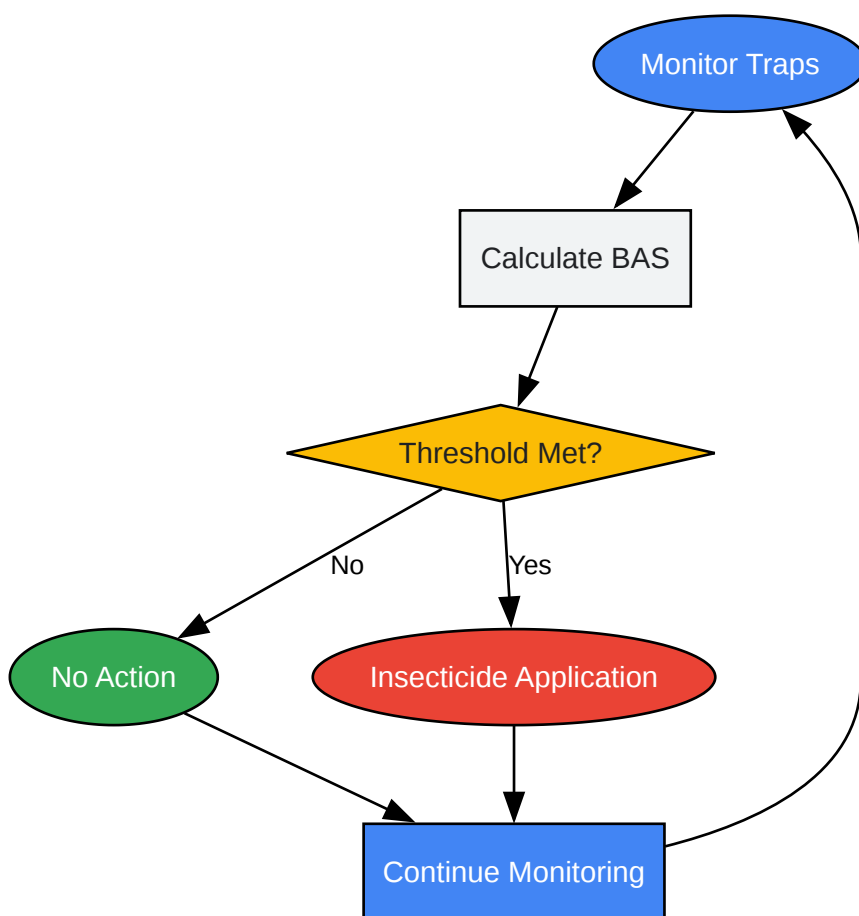 Monitor Traps
Calculate BAS
Threshold Met?
No
Yes
No Action
Insecticide Application
Continue Monitoring